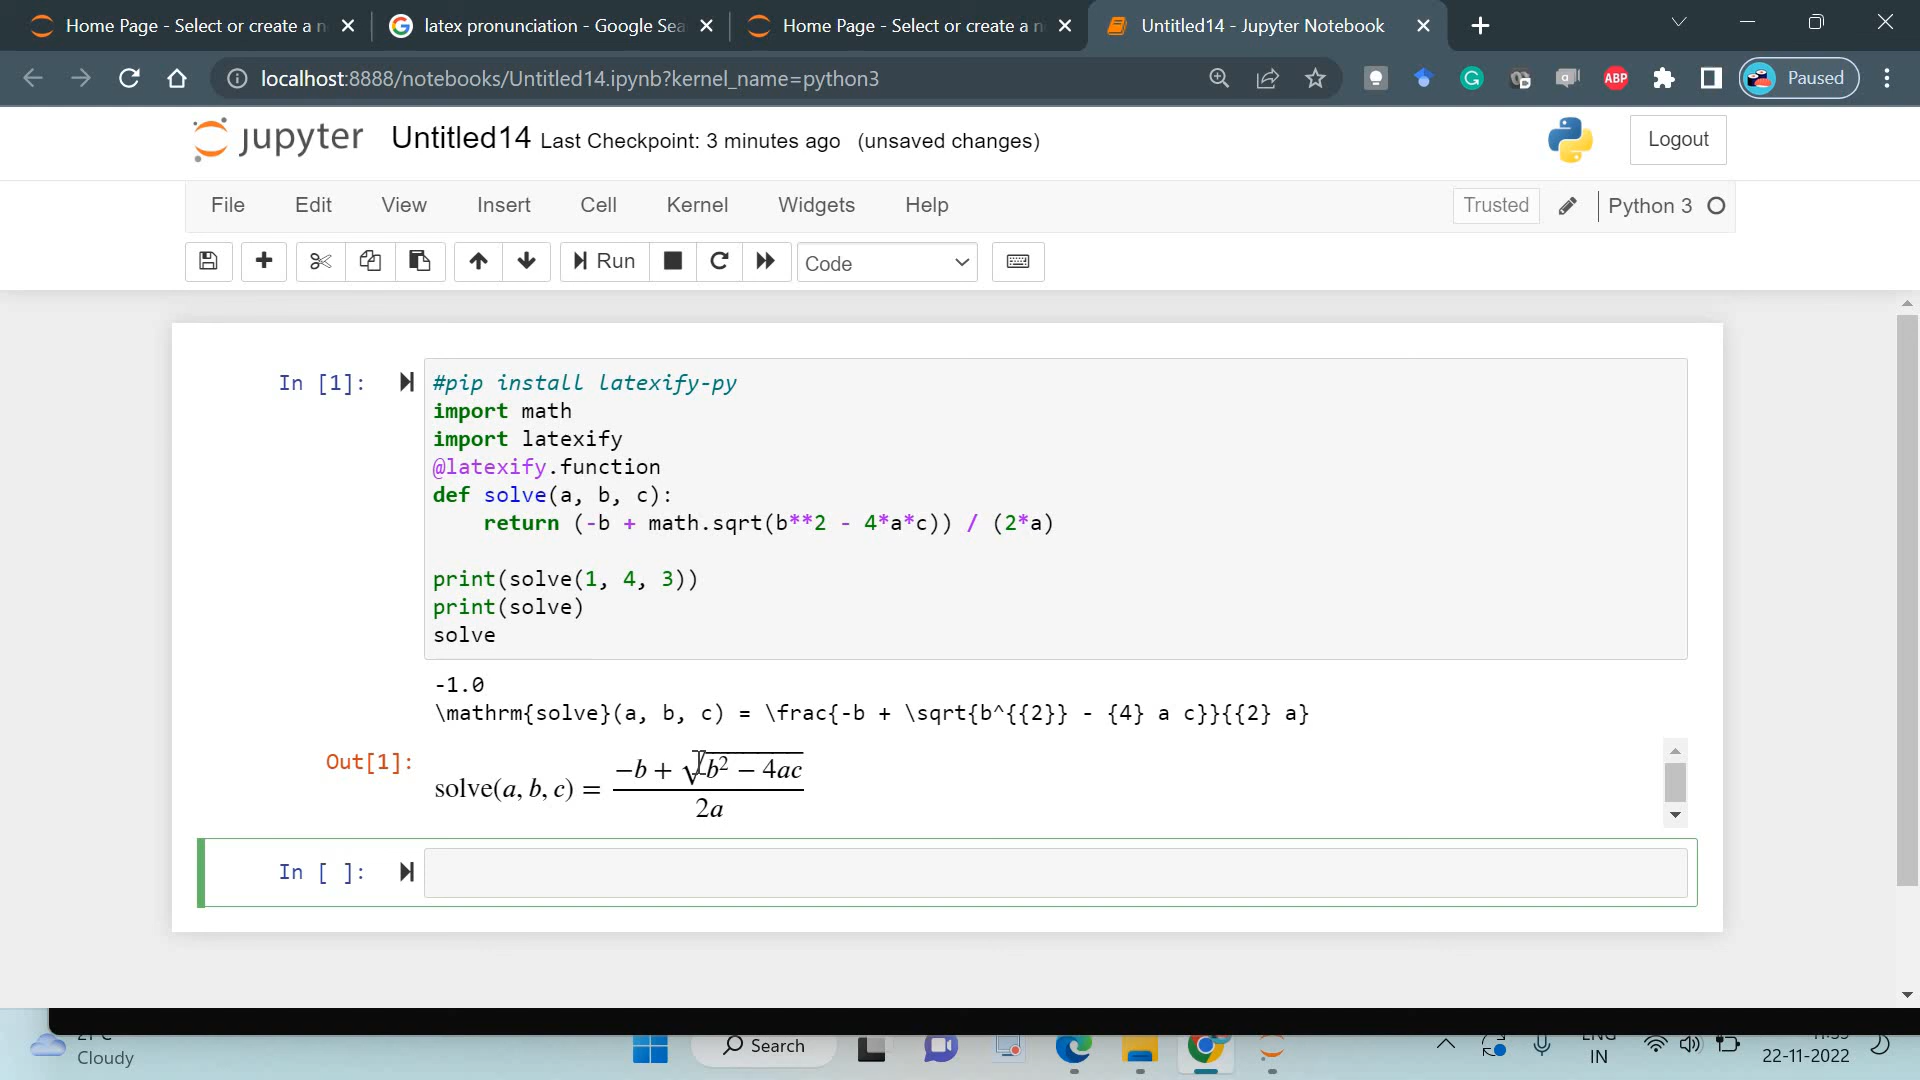 Home Page - Select or create a n
latex pronunciation - Google Sea
Home Page - Select or create a n
Untitled14 - Jupyter Notebook
localhost:8888/notebooks/Untitled14.ipynb?kernel_name=python3
ABP
Paused
jupyter Untitled14 Last Checkpoint: 3 minutes ago (unsaved changes)
Logout
File Edit View Insert Cell Kernel Widgets Help
Trusted Python 3
Run Code
In [1]:
#pip install latexify-py
import math
import latexify
@latexify.function
def solve(a, b, c):
    return (-b + math.sqrt(b**2 - 4*a*c)) / (2*a)
print(solve(1, 4, 3))
print(solve)
solve
-1.0
\mathrm{solve}(a, b, c) = \frac{-b + \sqrt{b^{{2}} - {4} a c}}{{2} a}
Out[1]:
solve(a, b, c) = (−b + √(b² − 4ac)) / 2a
In [ ]:
21°C
Cloudy
Search
ENG
IN
22-11-2022